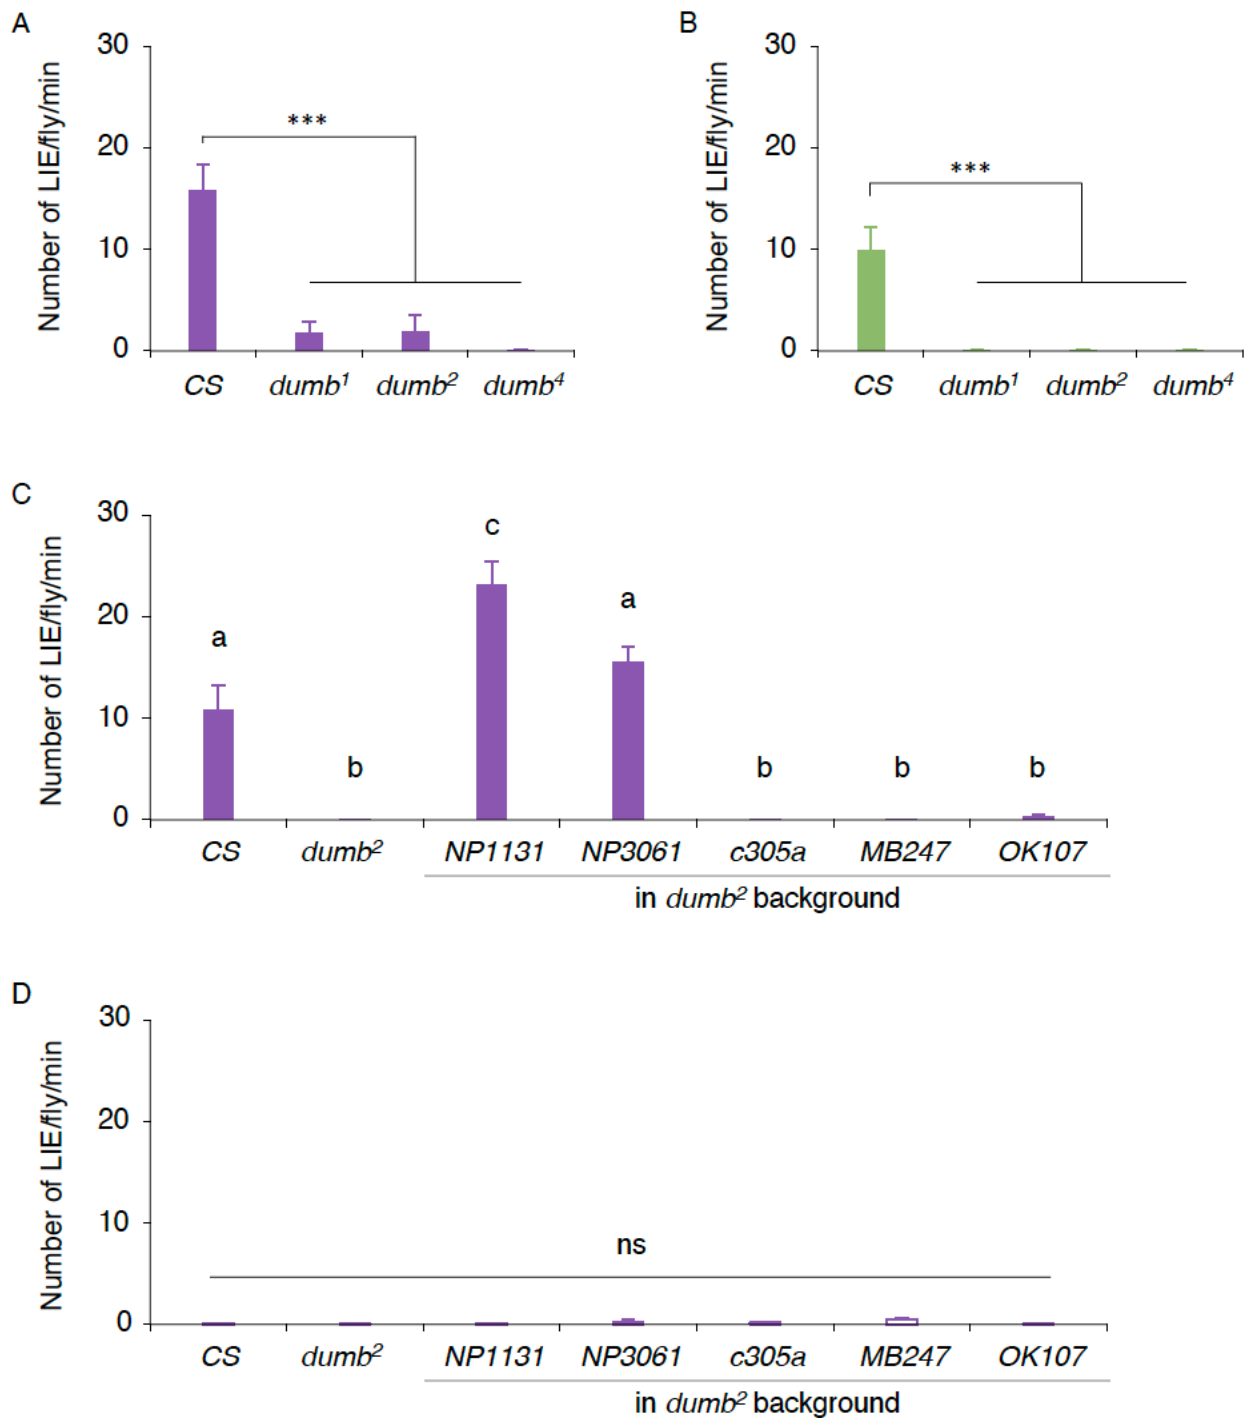 A
Number of LIE/fly/min
30
20
10
0
***
CS dumb¹ dumb² dumb⁴
B
Number of LIE/fly/min
30
20
10
0
***
CS dumb¹ dumb² dumb⁴
C
Number of LIE/fly/min
30
20
10
0
a b c a b b b
CS dumb² NP1131 NP3061 c305a MB247 OK107
in dumb² background
D
Number of LIE/fly/min
30
20
10
0
ns
CS dumb² NP1131 NP3061 c305a MB247 OK107
in dumb² background